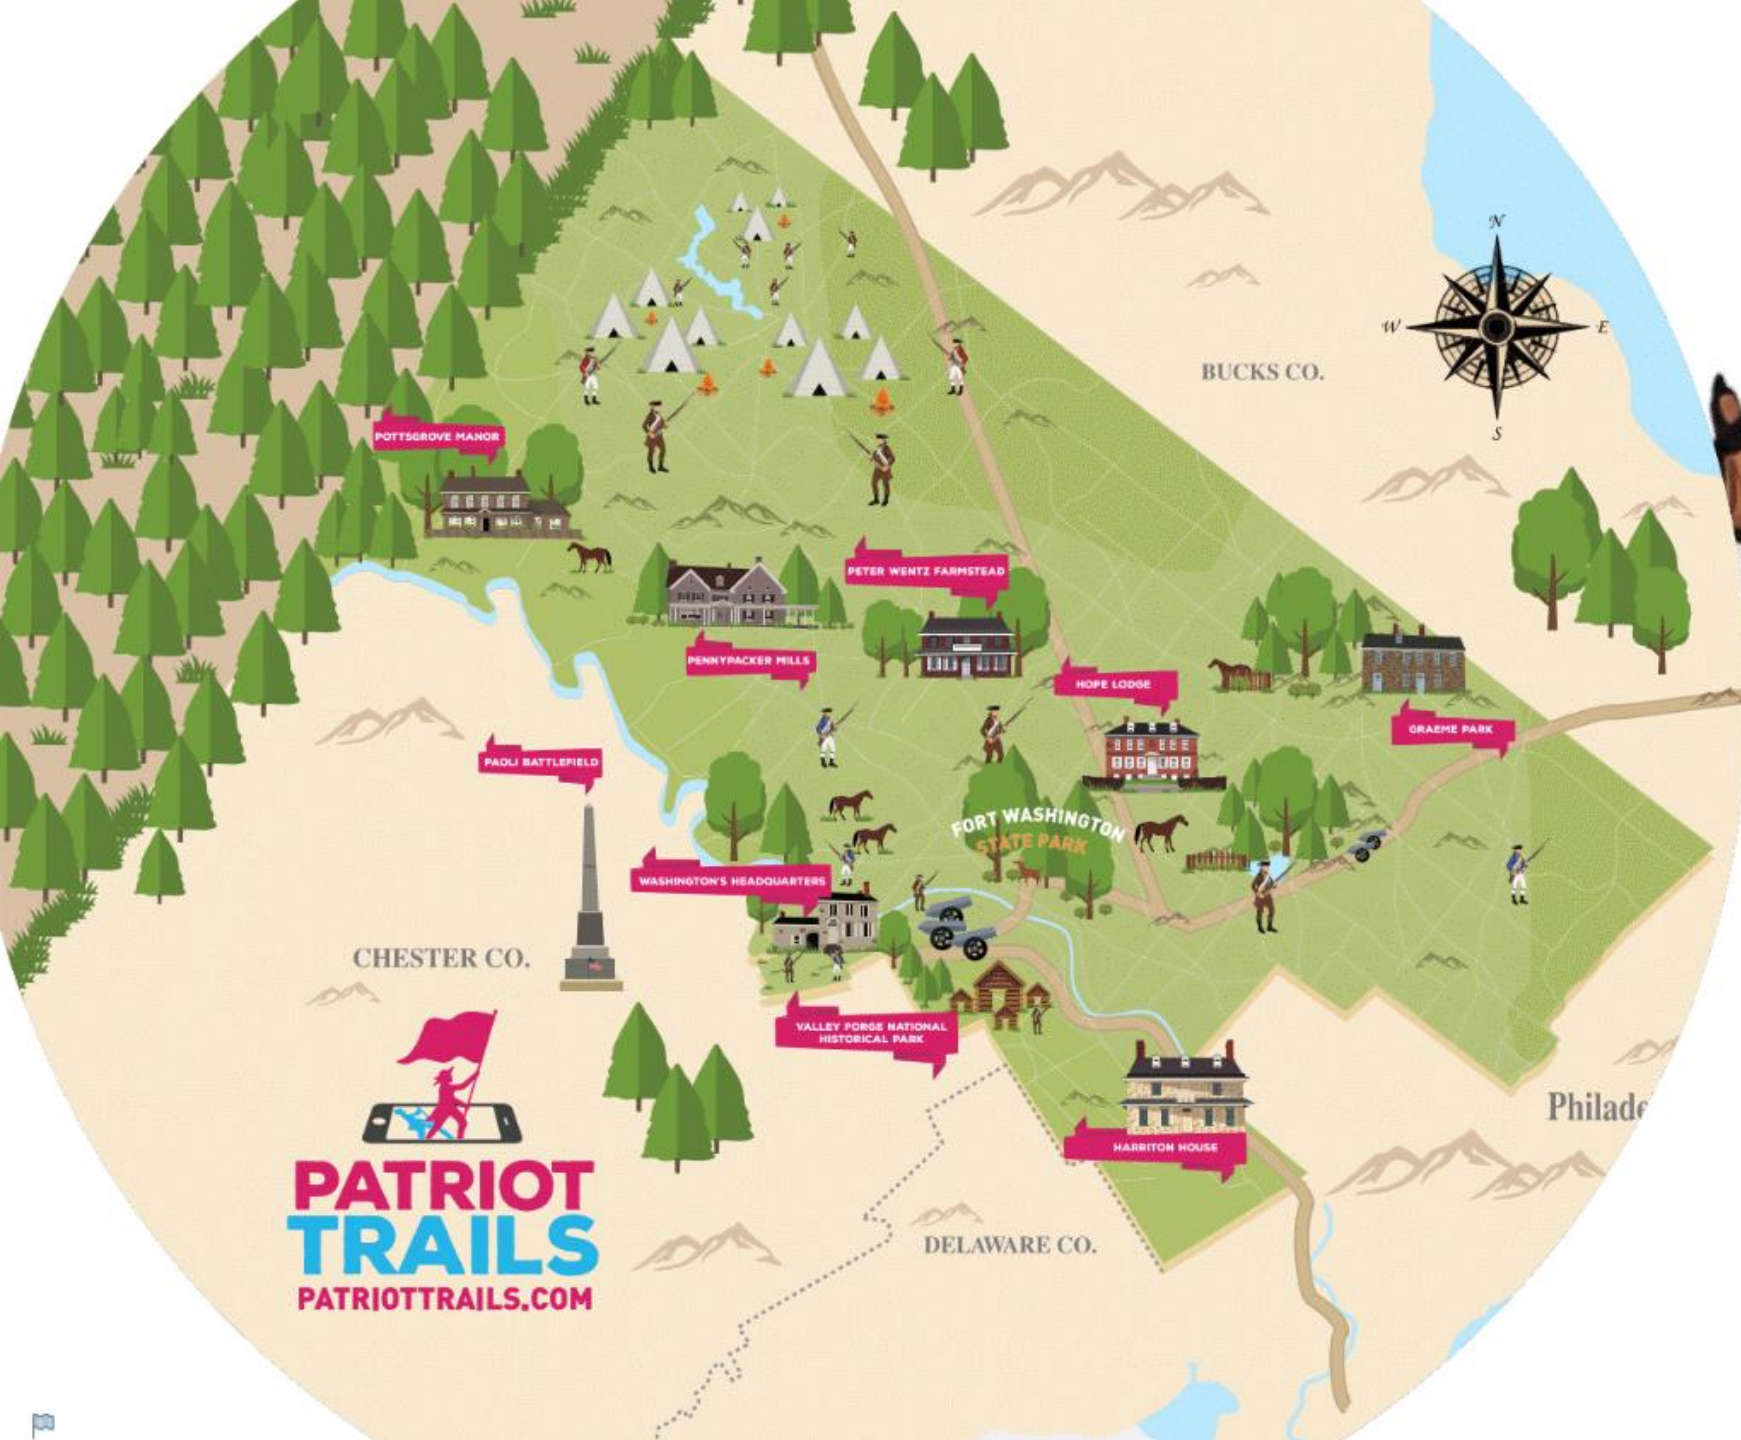 N
W
E
S
BUCKS CO.
POTTSGROVE MANOR
PETER WENTZ FARMSTEAD
PENNYPACKER MILLS
HOPE LODGE
GRAEME PARK
PAOLI BATTLEFIELD
FORT WASHINGTON
STATE PARK
WASHINGTON'S HEADQUARTERS
CHESTER CO.
VALLEY FORGE NATIONAL
HISTORICAL PARK
Philade
HARRITON HOUSE
PATRIOT
TRAILS
PATRIOTTRAILS.COM
DELAWARE CO.